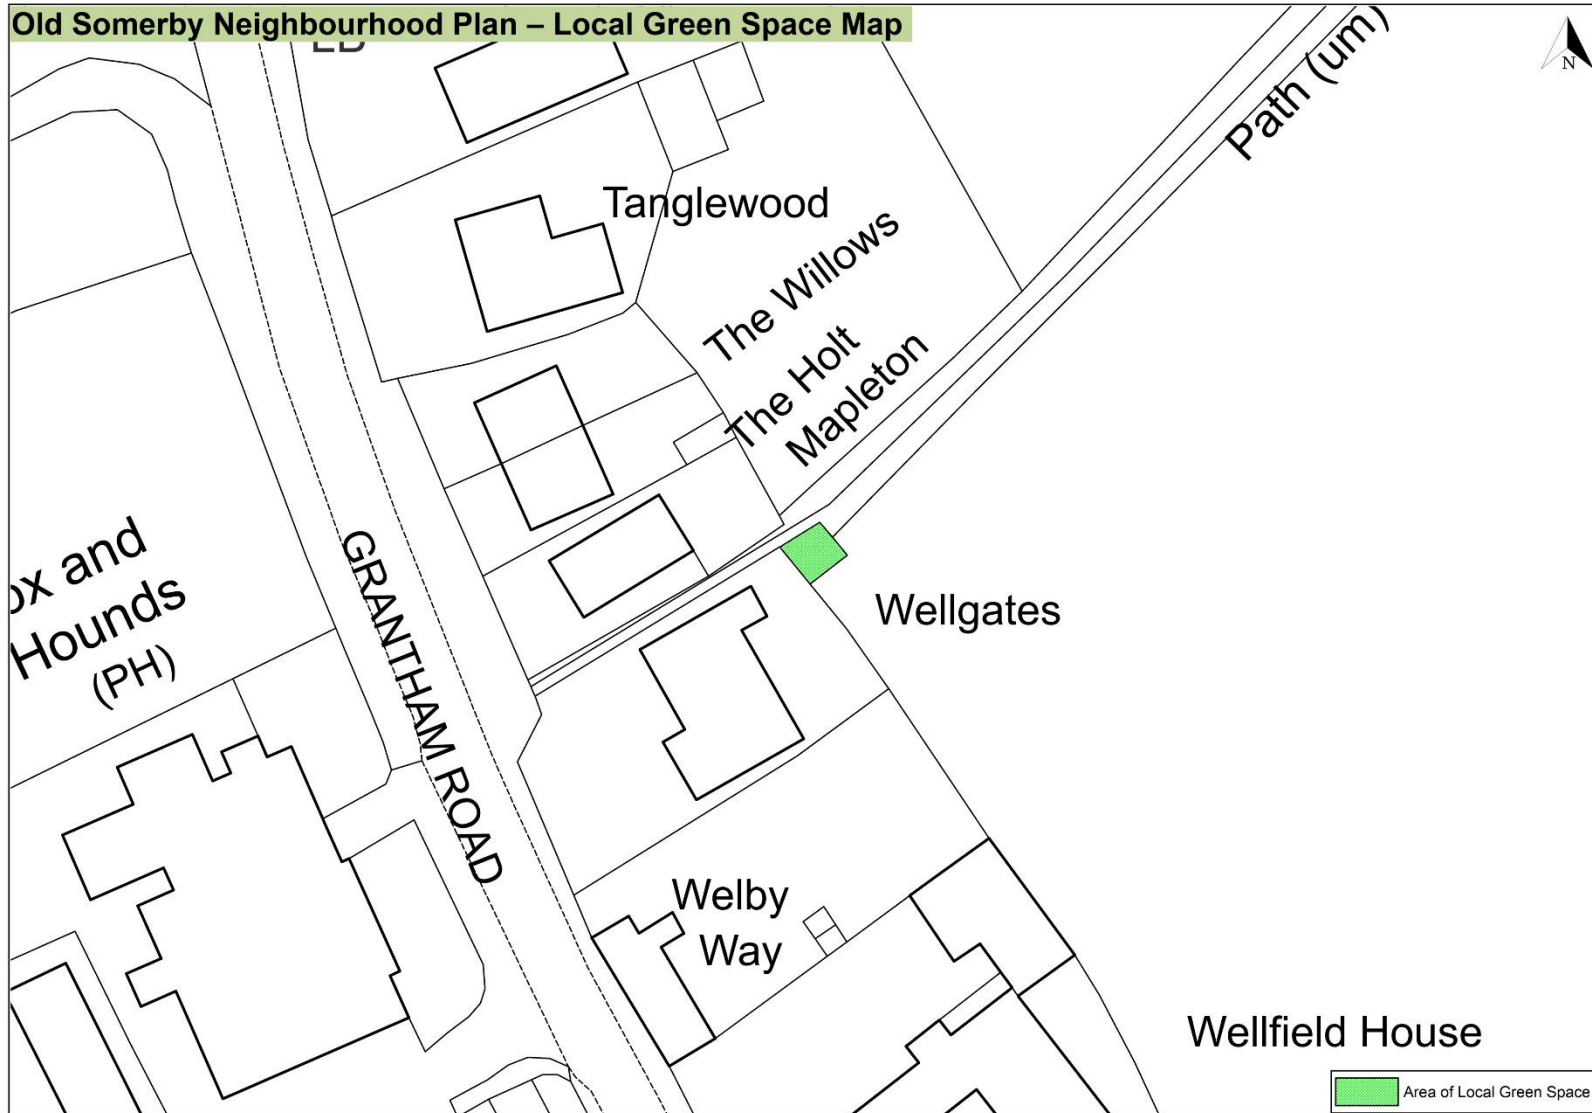 Old Somerby Neighbourhood Plan – Local Green Space Map
N
Path (um)
Tanglewood
The Willows
The Holt
Mapleton
GRANTHAM ROAD
ox and
Hounds
(PH)
Wellgates
Welby
Way
Wellfield House
Area of Local Green Space